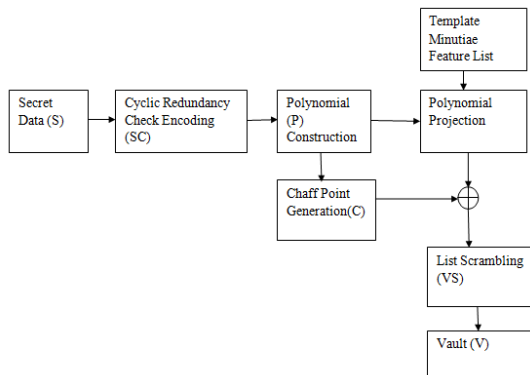 Template
Minutiae
Feature List
Secret
Data (S)
Cyclic Redundancy
Check Encoding
(SC)
Polynomial
(P)
Construction
Polynomial
Projection
Chaff Point
Generation(C)
List Scrambling
(VS)
Vault (V)